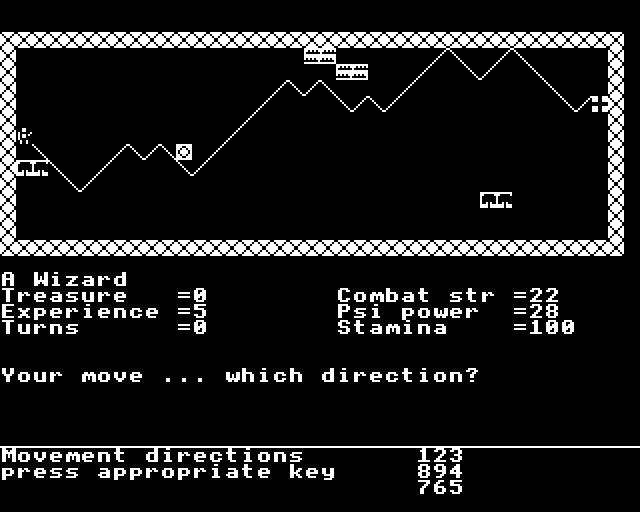 A Wizard
Treasure =0 Combat str =22
Experience =5 Psi power =28
Turns =0 Stamina =100
Your move ... which direction?
Movement directions 123
press appropriate key 894
765